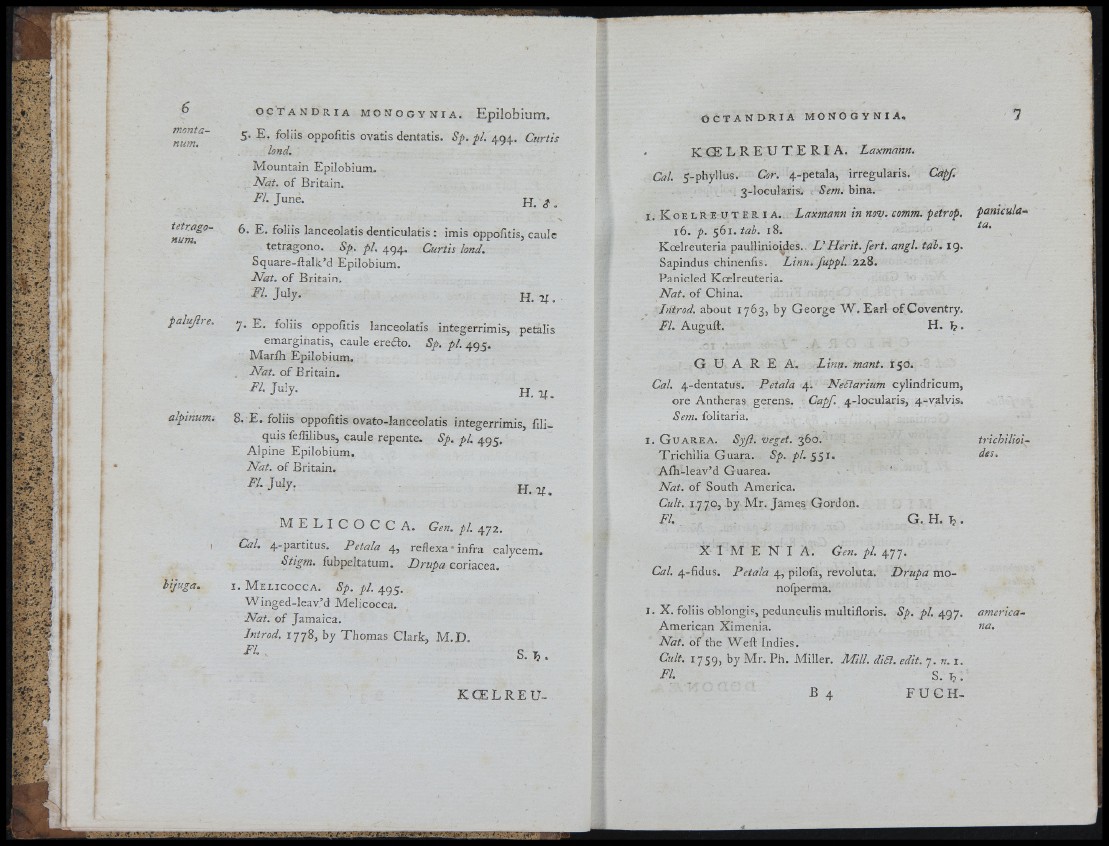 6 OCTANDRIA MONOGYNIA. Epilobium.
monta-
num.
5. E. foliis oppoſitis ovatis dentatis. Sp. pl. 494. Curtis
lond.
Mountain Epilobium.
Nat. of Britain.
Fl. June. H. ♂.
tetrago-
num.
6. E. foliis lanceolatis denticulatis: imis oppoſitis, caule
tetragono. Sp. pl. 494. Curtis lond.
Square-ſtalk'd Epilobium.
Nat. of Britain.
Fl. July. H. ♃.
paluſtre.
7. E. foliis oppoſitis lanceolatis integerrimis, petalis
emarginatis, caule erecto. Sp. pl. 495.
Marſh Epilobium.
Nat. of Britain.
Fl. July. H. ♃.
alpinum.
8. E. foliis oppoſitis ovato-lanceolatis integerrimis, ſili-
quis ſeſſilibus, caule repente. Sp. pl. 495.
Alpine Epilobium.
Nat. of Britain.
Fl. July. H. ♃.
MELICOCCA. Gen. pl. 472.
Cal. 4-partitus. Petala 4, reflexa infra calycem.
Stigm. ſubpeltatum. Drupa coriacea.
bijuga.
1. MELICOCCA. Sp. pl. 495.
Winged-leav'd Melicocca.
Nat. of Jamaica.
Introd. 1778, by Thomas Clark, M.D.
Fl. S. ♄.
KŒLREU-
OCTANDRIA MONOGYNIA. 7
KŒLREUTERIA. Laxmann.
Cal. 5-phyllus. Cor. 4-petala, irregularis. Capſ.
3-locularis. Sem. bina.
1. KOELREUTERIA. Laxmann in nov. comm. petrop.
panicula-
ta.
16. p. 561. tab. 18.
Kœlreuteria paullinioides. L'Herit. ſert. angl. tab. 19.
Sapindus chinenſis. Linn. ſuppl. 228.
Panicled Kœlreuteria.
Nat. of China.
Introd. about 1763, by George W. Earl of Coventry.
Fl. Auguſt. H. ♄.
GUAREA. Linn. mant. 150.
Cal. 4-dentatus. Petala 4. Nectarium cylindricum,
ore Antheras gerens. Capſ. 4-locularis, 4-valvis.
Sem. ſolitaria.
1. GUAREA. Syſt. veget. 360.
trichilioi-
des.
Trichilia Guara. Sp. pl. 551.
Aſh-leav'd Guarea.
Nat. of South America.
Cult. 1770, by Mr. James Gordon.
Fl. G. H. ♄.
XIMENIA. Gen. pl. 477.
Cal. 4-fidus. Petala 4, piloſa, revoluta. Drupa mo-
noſperma.
1. X. foliis oblongis, pedunculis multifloris. Sp. pl. 497.
america-
na.
American Ximenia.
Nat. of the Weſt Indies.
Cult. 1759, by Mr. Ph. Miller. Mill. dict. edit. 7. n. 1.
Fl. S. ♄.
B 4 FUCH-